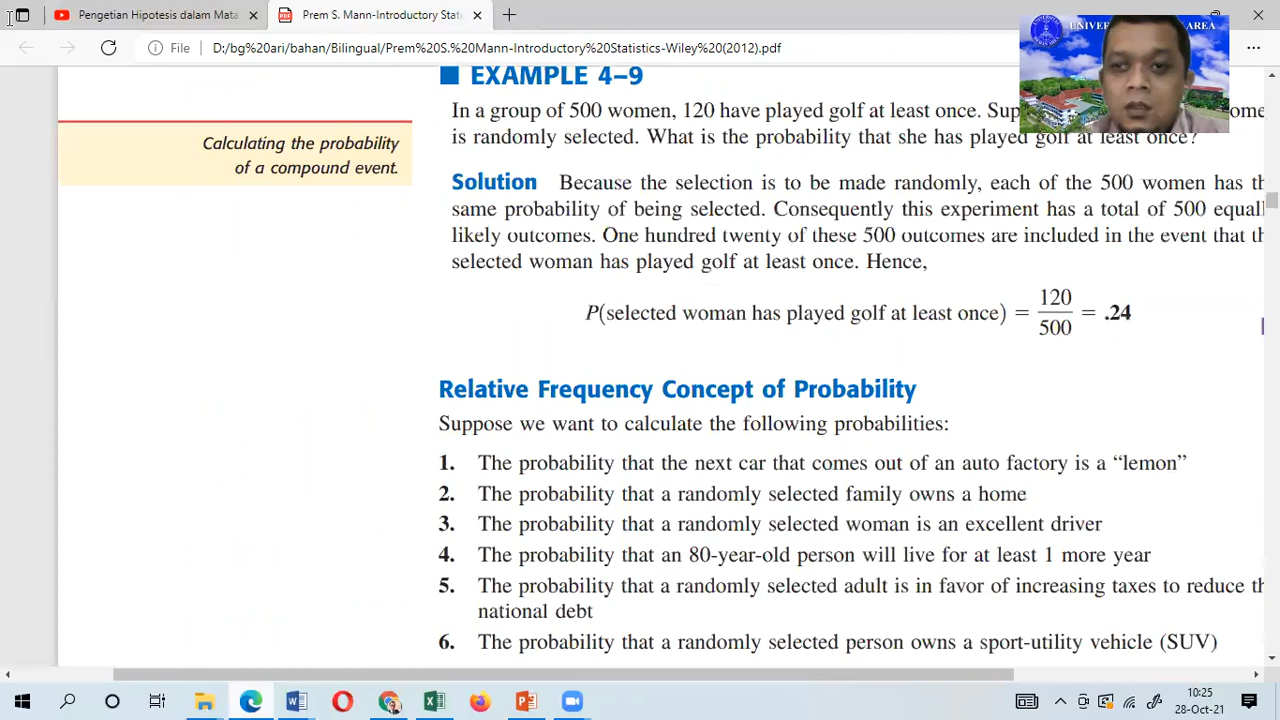 Pengetian Hipotesis dalam Mata
Prem S. Mann-Introductory Stat
File
D:/bg%20ari/bahan/Bilingual/Prem%20S.%20Mann-Introductory%20Statistics-Wiley%20(2012).pdf
UNIVER
AREA
EXAMPLE 4–9
In a group of 500 women, 120 have played golf at least once.
is randomly selected. What is the probability that she has played golf at least once?
Calculating the probability
of a compound event.
Solution Because the selection is to be made randomly, each of the 500 women has th
same probability of being selected. Consequently this experiment has a total of 500 equall
likely outcomes. One hundred twenty of these 500 outcomes are included in the event that th
selected woman has played golf at least once. Hence,
P(selected woman has played golf at least once) = 120/500 = .24
Relative Frequency Concept of Probability
Suppose we want to calculate the following probabilities:
1. The probability that the next car that comes out of an auto factory is a “lemon”
2. The probability that a randomly selected family owns a home
3. The probability that a randomly selected woman is an excellent driver
4. The probability that an 80-year-old person will live for at least 1 more year
5. The probability that a randomly selected adult is in favor of increasing taxes to reduce th
national debt
6. The probability that a randomly selected person owns a sport-utility vehicle (SUV)
10:25
28-Oct-21